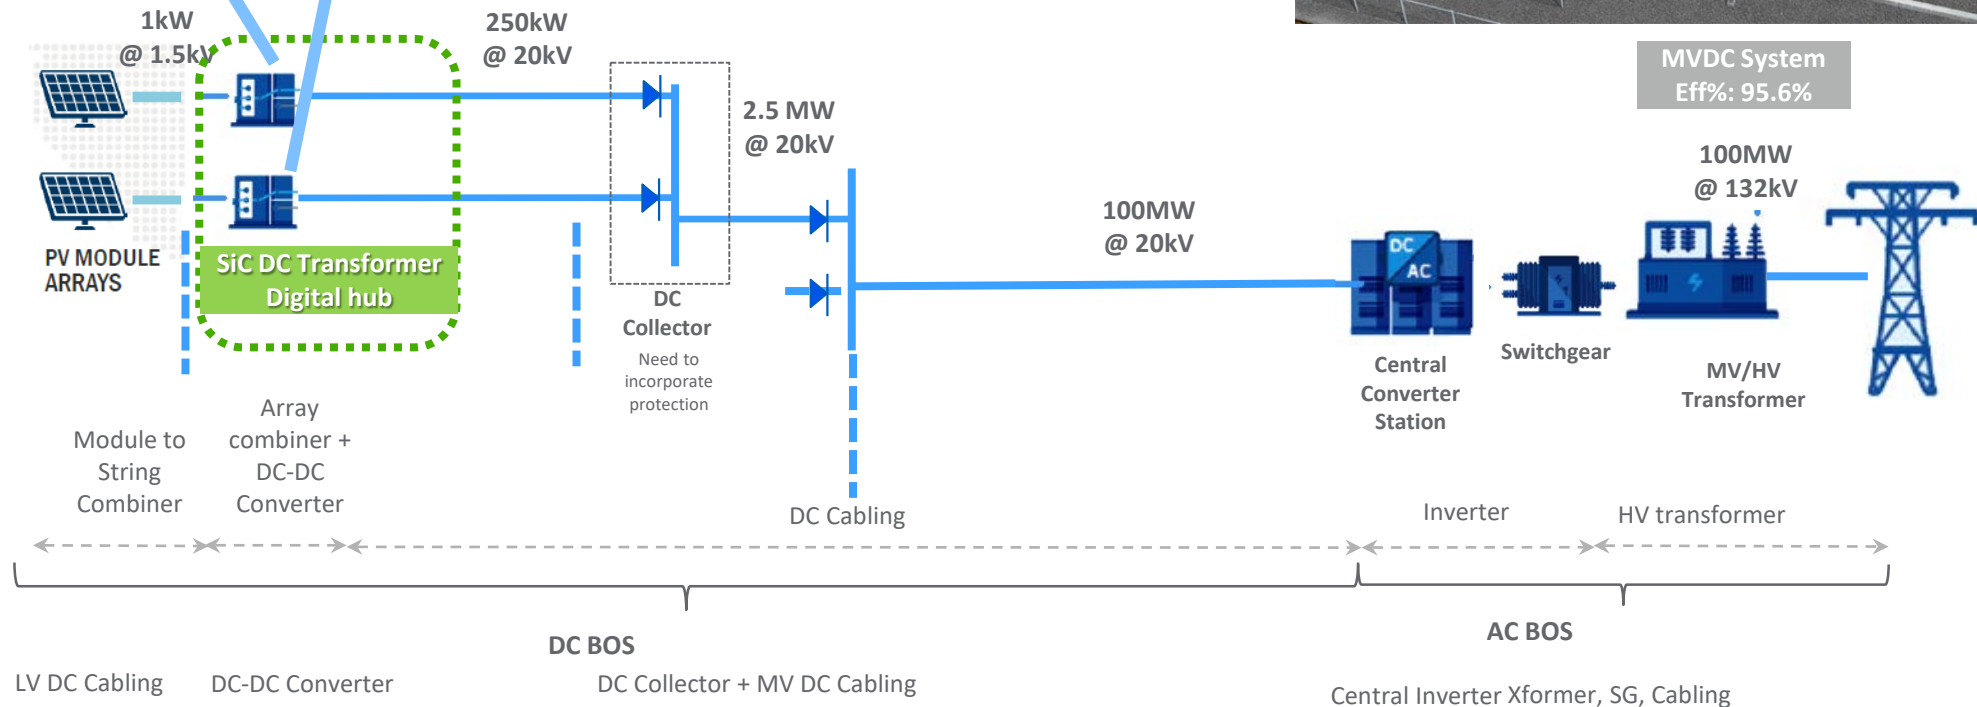 1kW
@ 1.5kV
250kW
@ 20kV
MVDC System
Eff%: 95.6%
2.5 MW
@ 20kV
100MW
@ 132kV
100MW
@ 20kV
PV MODULE
ARRAYS
SiC DC Transformer
Digital hub
DC
AC
DC
Collector
Need to
incorporate
protection
Central
Converter
Station
Switchgear
MV/HV
Transformer
Module to
String
Combiner
Array
combiner +
DC-DC
Converter
DC Cabling
Inverter
HV transformer
DC BOS
AC BOS
LV DC Cabling
DC-DC Converter
DC Collector + MV DC Cabling
Central Inverter Xformer, SG, Cabling